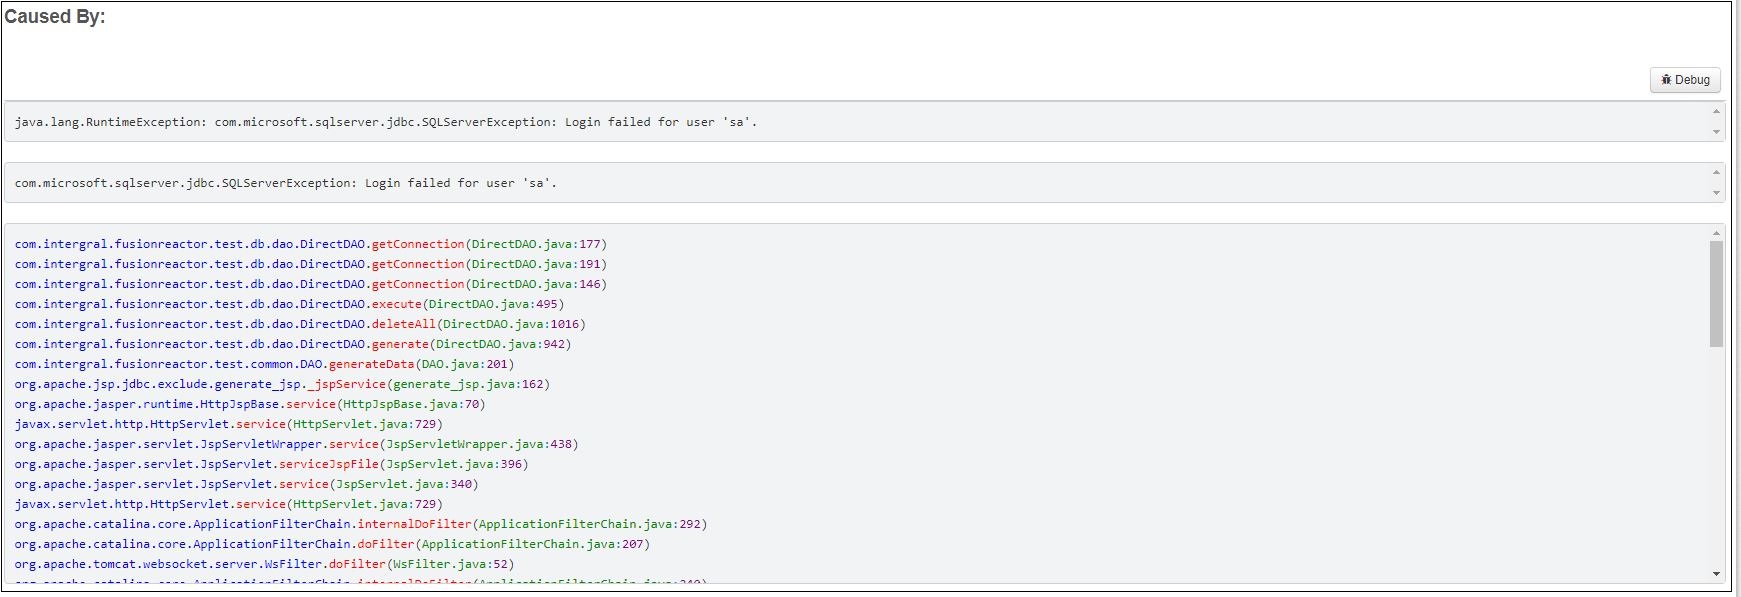 Caused By:
Debug
java.lang.RuntimeException: com.microsoft.sqlserver.jdbc.SQLServerException: Login failed for user 'sa'.
com.microsoft.sqlserver.jdbc.SQLServerException: Login failed for user 'sa'.
com.intergral.fusionreactor.test.db.dao.DirectDAO.getConnection(DirectDAO.java:177)
com.intergral.fusionreactor.test.db.dao.DirectDAO.getConnection(DirectDAO.java:191)
com.intergral.fusionreactor.test.db.dao.DirectDAO.getConnection(DirectDAO.java:146)
com.intergral.fusionreactor.test.db.dao.DirectDAO.execute(DirectDAO.java:495)
com.intergral.fusionreactor.test.db.dao.DirectDAO.deleteAll(DirectDAO.java:1016)
com.intergral.fusionreactor.test.db.dao.DirectDAO.generate(DirectDAO.java:942)
com.intergral.fusionreactor.test.common.DAO.generateData(DAO.java:201)
org.apache.jsp.jdbc.exclude.generate_jsp._jspService(generate_jsp.java:162)
org.apache.jasper.runtime.HttpJspBase.service(HttpJspBase.java:70)
javax.servlet.http.HttpServlet.service(HttpServlet.java:729)
org.apache.jasper.servlet.JspServletWrapper.service(JspServletWrapper.java:438)
org.apache.jasper.servlet.JspServlet.serviceJspFile(JspServlet.java:396)
org.apache.jasper.servlet.JspServlet.service(JspServlet.java:340)
javax.servlet.http.HttpServlet.service(HttpServlet.java:729)
org.apache.catalina.core.ApplicationFilterChain.internalDoFilter(ApplicationFilterChain.java:292)
org.apache.catalina.core.ApplicationFilterChain.doFilter(ApplicationFilterChain.java:207)
org.apache.tomcat.websocket.server.WsFilter.doFilter(WsFilter.java:52)